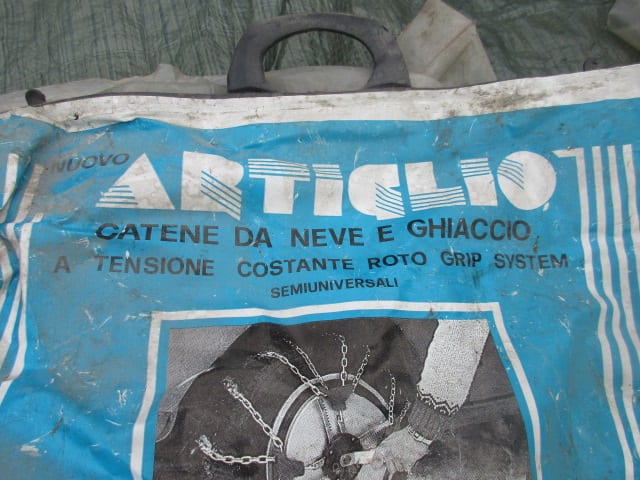 NUOVO
ARTIGLIO
CATENE DA NEVE E GHIACCIO
A TENSIONE COSTANTE ROTO GRIP SYSTEM
SEMIUNIVERSALI